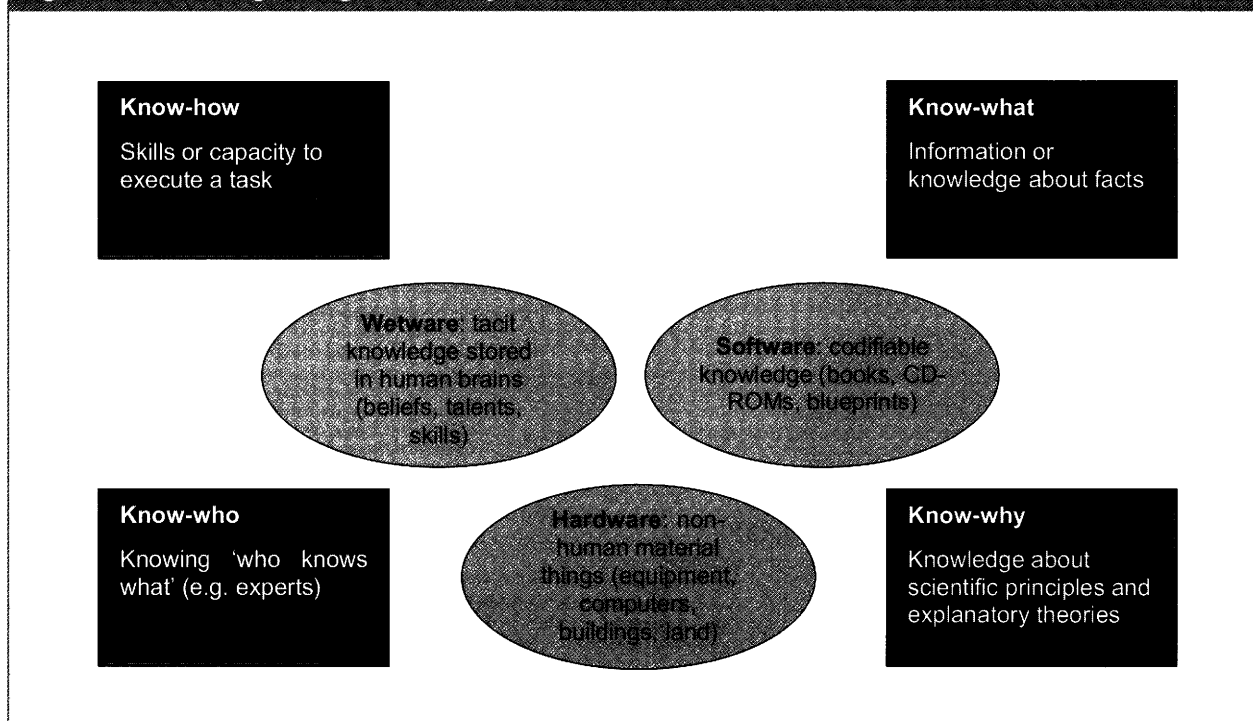 Know-how
Skills or capacity to
execute a task
Know-what
Information or
knowledge about facts
Wetware: tacit
knowledge stored
in human brains
(beliefs, talents,
skills)
Software: codifiable
knowledge (books, CD-
ROMs, blueprints)
Know-who
Knowing 'who knows
what' (e.g. experts)
Hardware: non-
human material
things (equipment,
computers,
buildings, land)
Know-why
Knowledge about
scientific principles and
explanatory theories